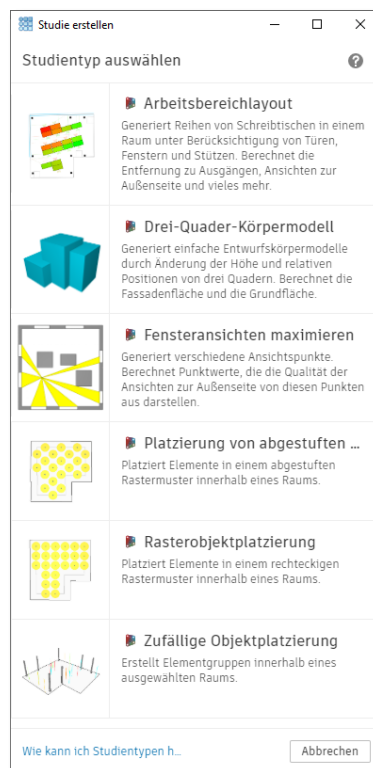 Studie erstellen
Studientyp auswählen
Arbeitsbereichlayout
Generiert Reihen von Schreibtischen in einem
Raum unter Berücksichtigung von Türen,
Fenstern und Stützen. Berechnet die
Entfernung zu Ausgängen, Ansichten zur
Außenseite und vieles mehr.
Drei-Quader-Körpermodell
Generiert einfache Entwurfskörpermodelle
durch Änderung der Höhe und relativen
Positionen von drei Quadern. Berechnet die
Fassadenfläche und die Grundfläche.
Fensteransichten maximieren
Generiert verschiedene Ansichtspunkte.
Berechnet Punktwerte, die die Qualität der
Ansichten zur Außenseite von diesen Punkten
aus darstellen.
Platzierung von abgestuften ...
Platziert Elemente in einem abgestuften
Rastermuster innerhalb eines Raums.
Rasterobjektplatzierung
Platziert Elemente in einem rechteckigen
Rastermuster innerhalb eines Raums.
Zufällige Objektplatzierung
Erstellt Elementgruppen innerhalb eines
ausgewählten Raums.
Wie kann ich Studientypen h...
Abbrechen